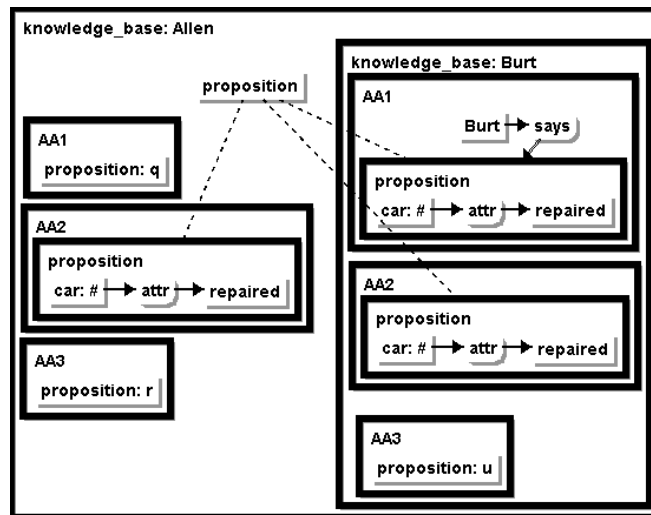 knowledge_base: Allen
proposition
AA1
proposition: q
AA2
proposition
car: # attr repaired
AA3
proposition: r
knowledge_base: Burt
AA1
Burt says
proposition
car: # attr repaired
AA2
proposition
car: # attr repaired
AA3
proposition: u